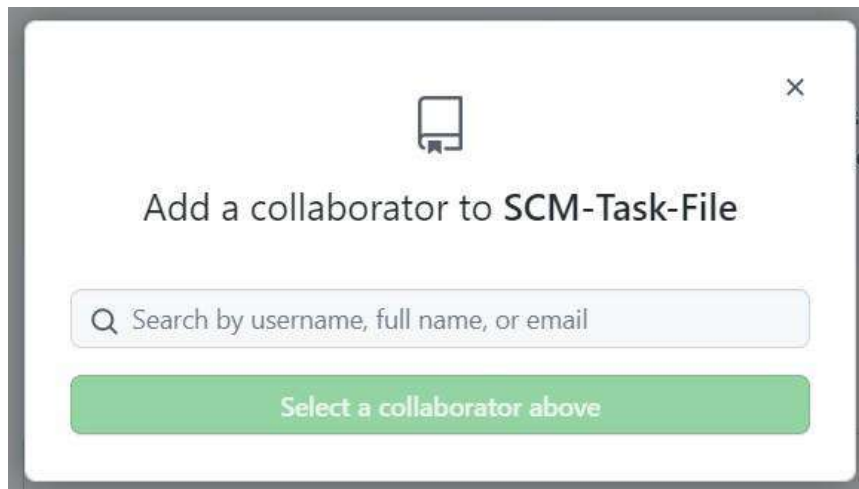 Add a collaborator to SCM-Task-File
Search by username, full name, or email
Select a collaborator above